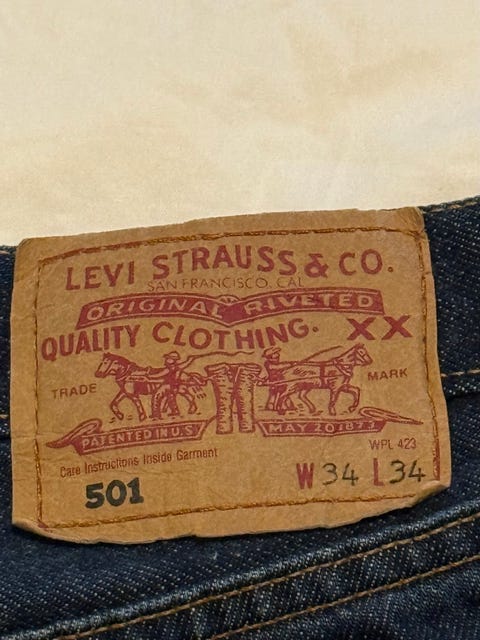 LEVI STRAUSS & CO.
SAN FRANCISCO, CAL
ORIGINAL RIVETED
QUALITY CLOTHING. XX
TRADE MARK
PATENTED IN U.S. MAY 20 1873
WPL 423
Care Instructions Inside Garment
501 W 34 L 34